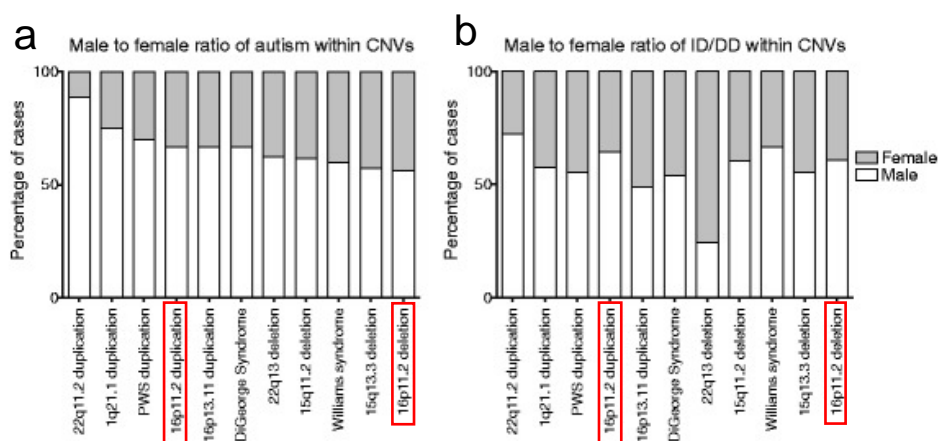 a
Male to female ratio of autism within CNVs
Percentage of cases
100
50
0
22q11.2 duplication
1q21.1 duplication
PWS duplication
16p11.2 duplication
16p13.11 duplication
DiGeorge Syndrome
22q13 deletion
15q11.2 deletion
Williams syndrome
15q13.3 deletion
16p11.2 deletion
b
Male to female ratio of ID/DD within CNVs
Percentage of cases
100
50
0
22q11.2 duplication
1q21.1 duplication
PWS duplication
16p11.2 duplication
16p13.11 duplication
DiGeorge Syndrome
22q13 deletion
15q11.2 deletion
Williams syndrome
15q13.3 deletion
16p11.2 deletion
Female
Male